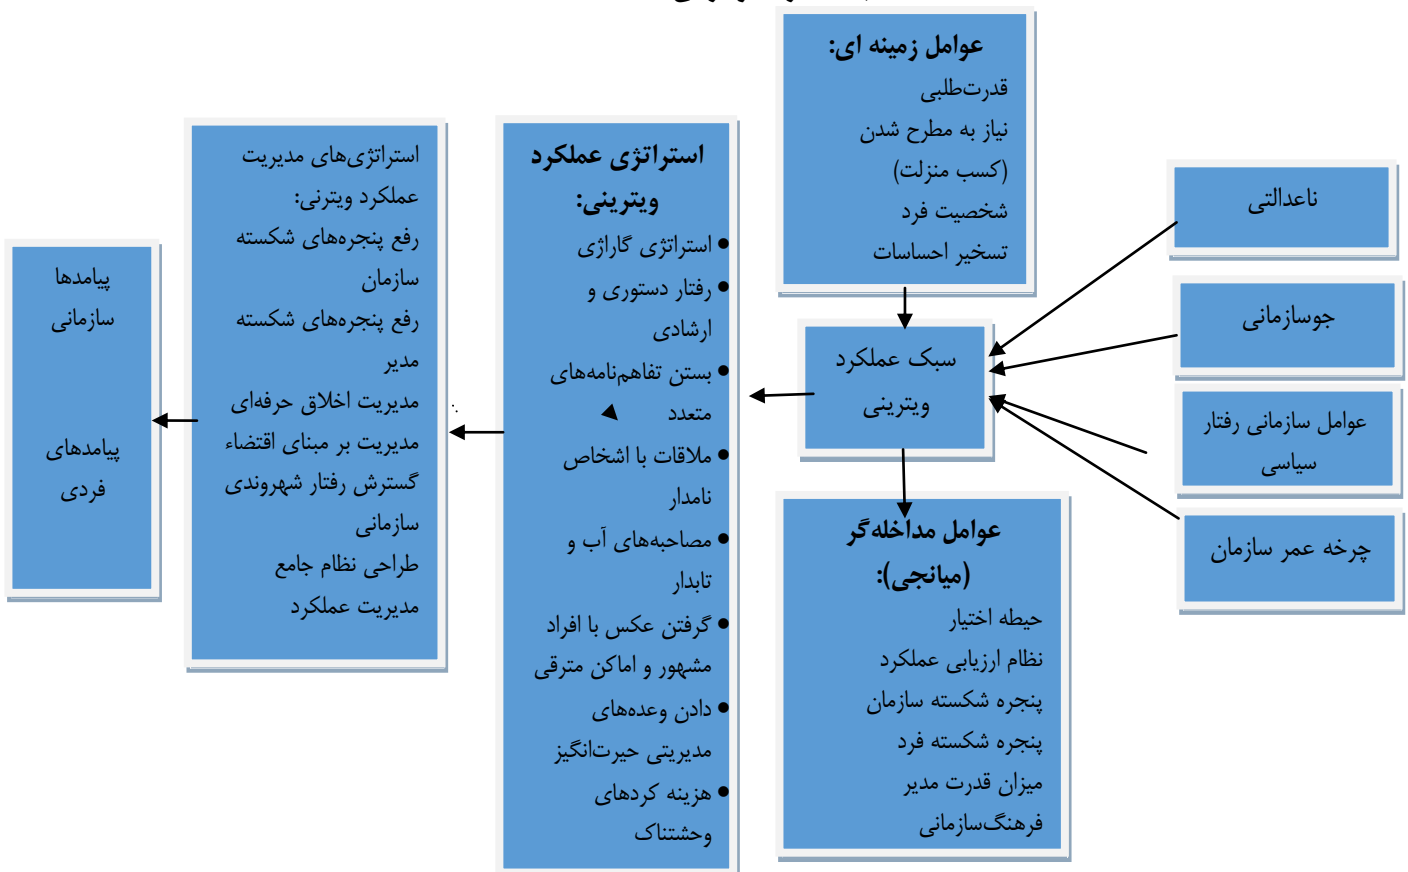 عوامل زمینه ای:
قدرت‌طلبی
نیاز به مطرح شدن
(کسب منزلت)
شخصیت فرد
تسخیر احساسات
ناعدالتی
جوسازمانی
عوامل سازمانی رفتار
سیاسی
چرخه عمر سازمان
سبک عملکرد
ویترینی
عوامل مداخله‌گر
(میانجی):
حیطه اختیار
نظام ارزیابی عملکرد
پنجره شکسته سازمان
پنجره شکسته فرد
میزان قدرت مدیر
فرهنگ‌سازمانی
استراتژی عملکرد
ویترینی:
• استراتژی گاراژی
• رفتار دستوری و
ارشادی
• بستن تفاهم‌نامه‌های
متعدد
• ملاقات با اشخاص
نامدار
• مصاحبه‌های آب و
تابدار
• گرفتن عکس با افراد
مشهور و اماکن مترقی
• دادن وعده‌های
مدیریتی حیرت‌انگیز
• هزینه کردهای
وحشتناک
استراتژی‌های مدیریت
عملکرد ویترنی:
رفع پنجره‌های شکسته
سازمان
رفع پنجره‌های شکسته
مدیر
مدیریت اخلاق حرفه‌ای
مدیریت بر مبنای اقتضاء
گسترش رفتار شهروندی
سازمانی
طراحی نظام جامع
مدیریت عملکرد
پیامدها
سازمانی
پیامدهای
فردی